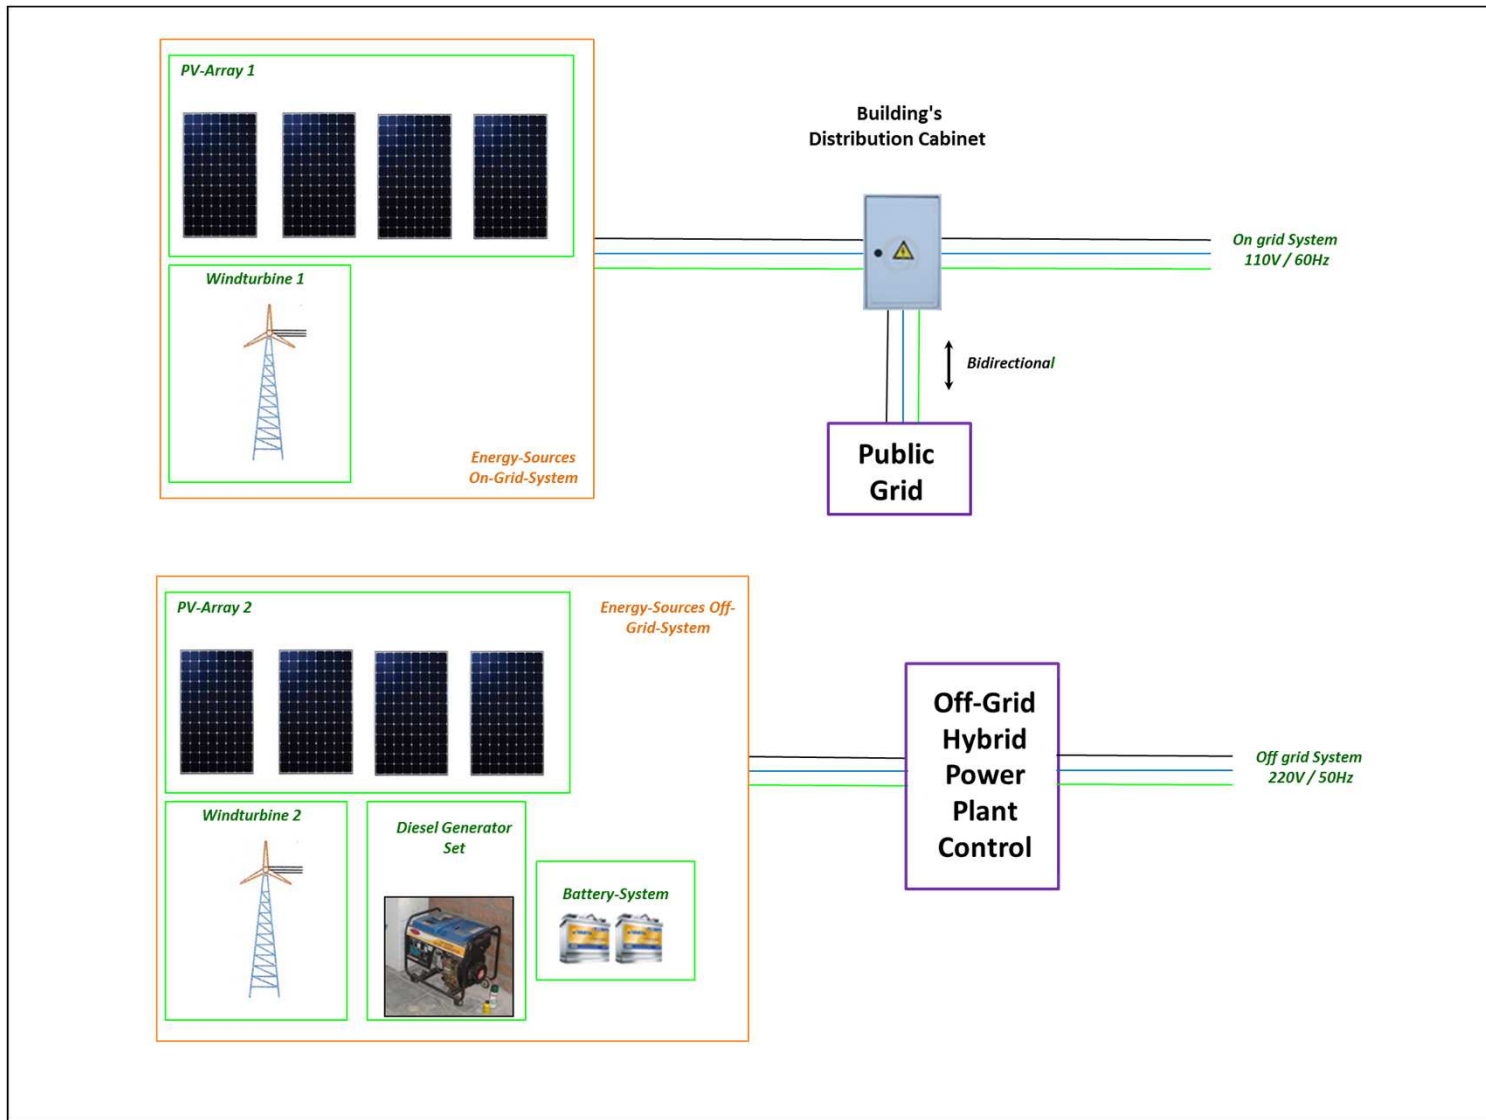 PV-Array 1
Building's
Distribution Cabinet
On grid System
110V / 60Hz
Windturbine 1
Bidirectional
Energy-Sources
On-Grid-System
Public
Grid
PV-Array 2
Energy-Sources Off-
Grid-System
Off-Grid
Hybrid
Power
Plant
Control
Off grid System
220V / 50Hz
Windturbine 2
Diesel Generator
Set
Battery-System